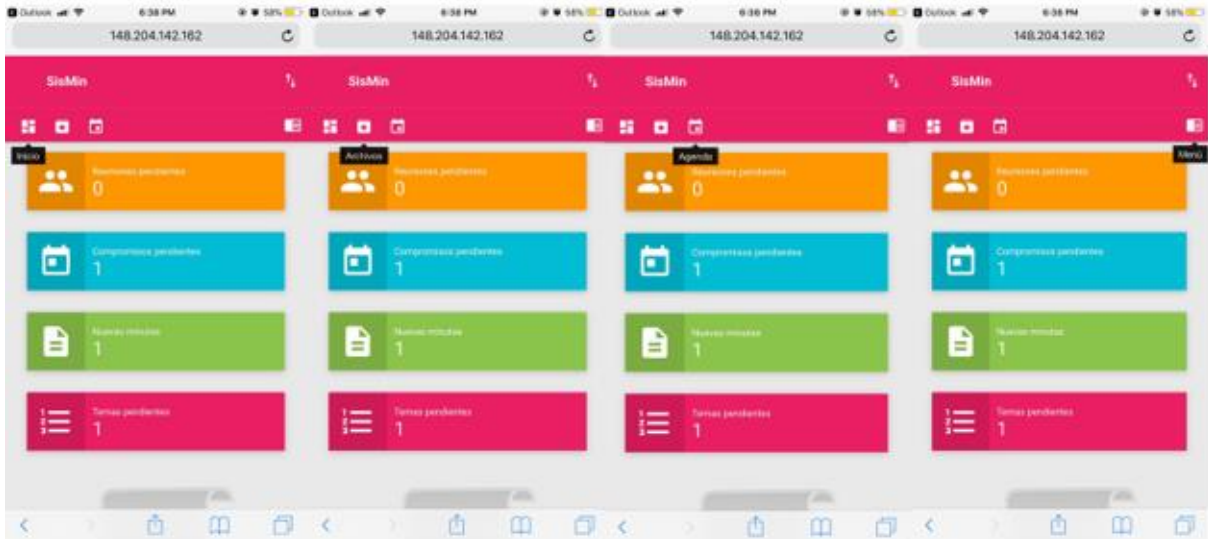 Outlook 6:38 PM 58%
148.204.142.162
SisMin
Inicio
Reuniones pendientes
0
Compromisos pendientes
1
Nuevas minutas
1
Temas pendientes
1
Outlook 6:38 PM 58%
148.204.142.162
SisMin
Archivos
Reuniones pendientes
0
Compromisos pendientes
1
Nuevas minutas
1
Temas pendientes
1
Outlook 6:38 PM 58%
148.204.142.162
SisMin
Agenda
Reuniones pendientes
0
Compromisos pendientes
1
Nuevas minutas
1
Temas pendientes
1
Outlook 6:38 PM 58%
148.204.142.162
SisMin
Menú
Reuniones pendientes
0
Compromisos pendientes
1
Nuevas minutas
1
Temas pendientes
1